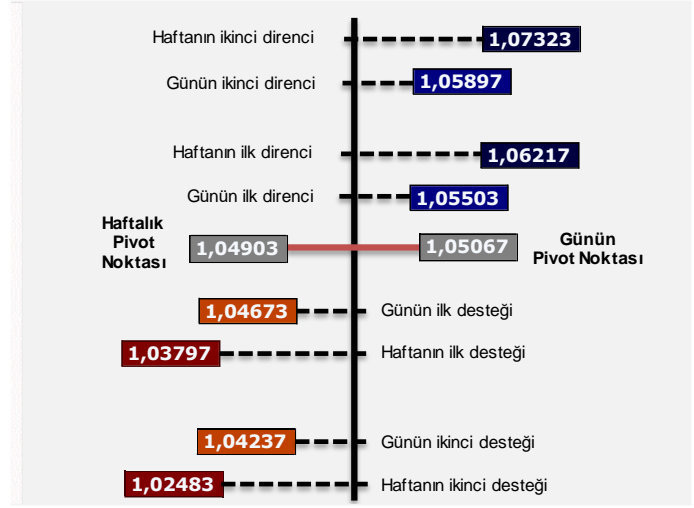 Haftanın ikinci direnci
1,07323
Günün ikinci direnci
1,05897
Haftanın ilk direnci
1,06217
Günün ilk direnci
1,05503
Haftalık
Pivot
Noktası
1,04903
1,05067
Günün
Pivot Noktası
1,04673
Günün ilk desteği
1,03797
Haftanın ilk desteği
1,04237
Günün ikinci desteği
1,02483
Haftanın ikinci desteği